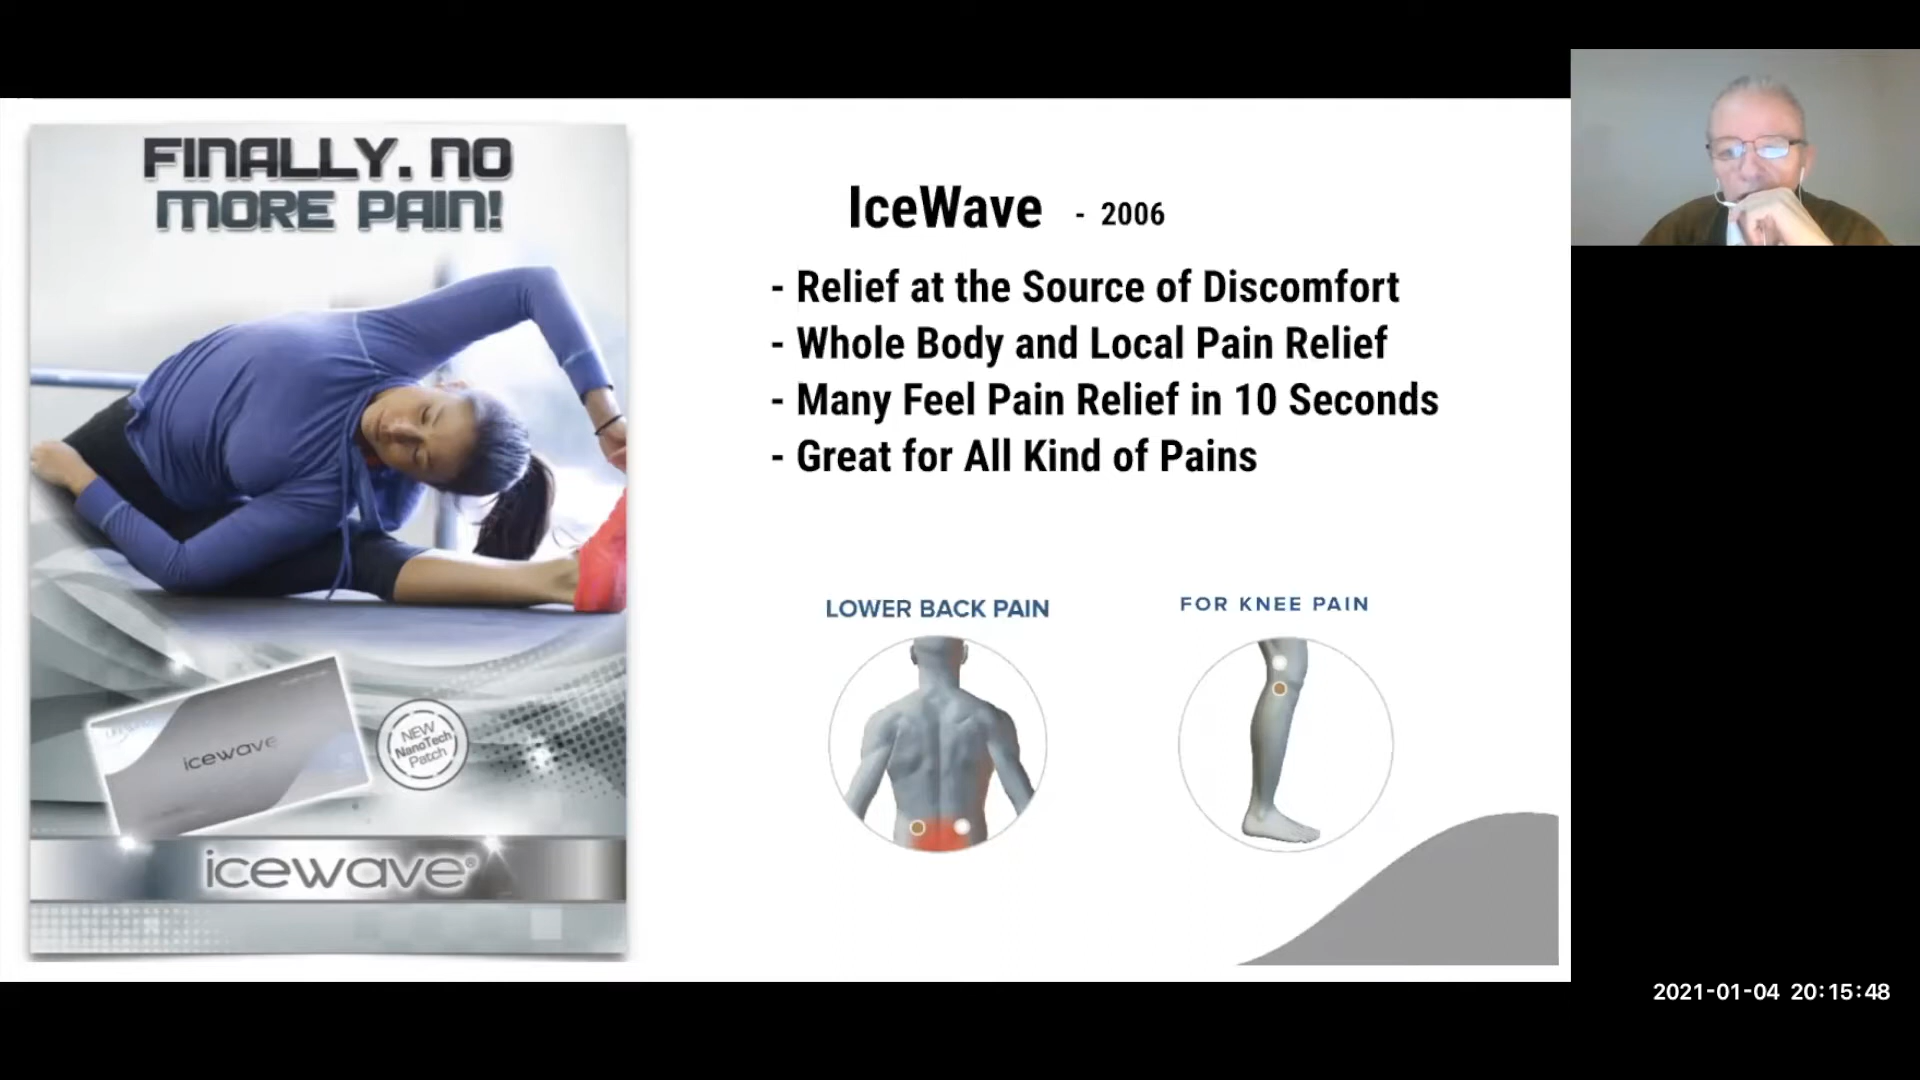 FINALLY. NO
MORE PAIN!
icewave
NEW
NanoTech
Patch
icewave®
IceWave - 2006
- Relief at the Source of Discomfort
- Whole Body and Local Pain Relief
- Many Feel Pain Relief in 10 Seconds
- Great for All Kind of Pains
LOWER BACK PAIN
FOR KNEE PAIN
2021-01-04 20:15:48